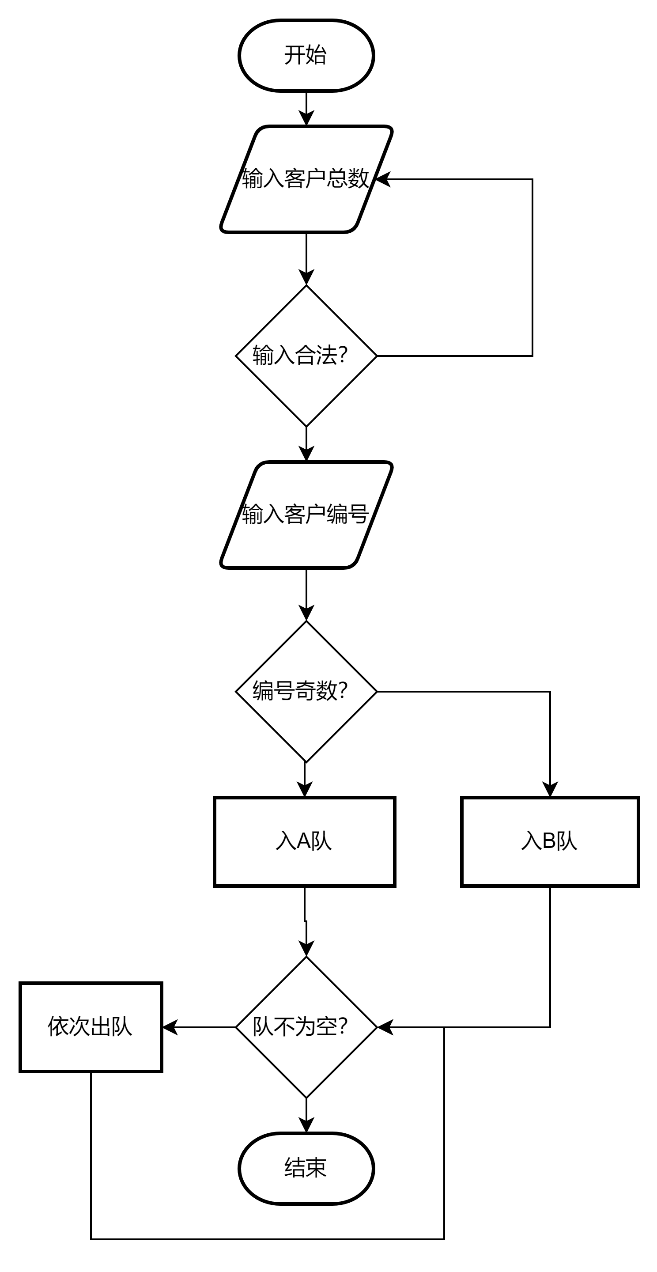 开始
输入客户总数
输入合法？
输入客户编号
编号奇数？
入A队
入B队
依次出队
队不为空？
结束